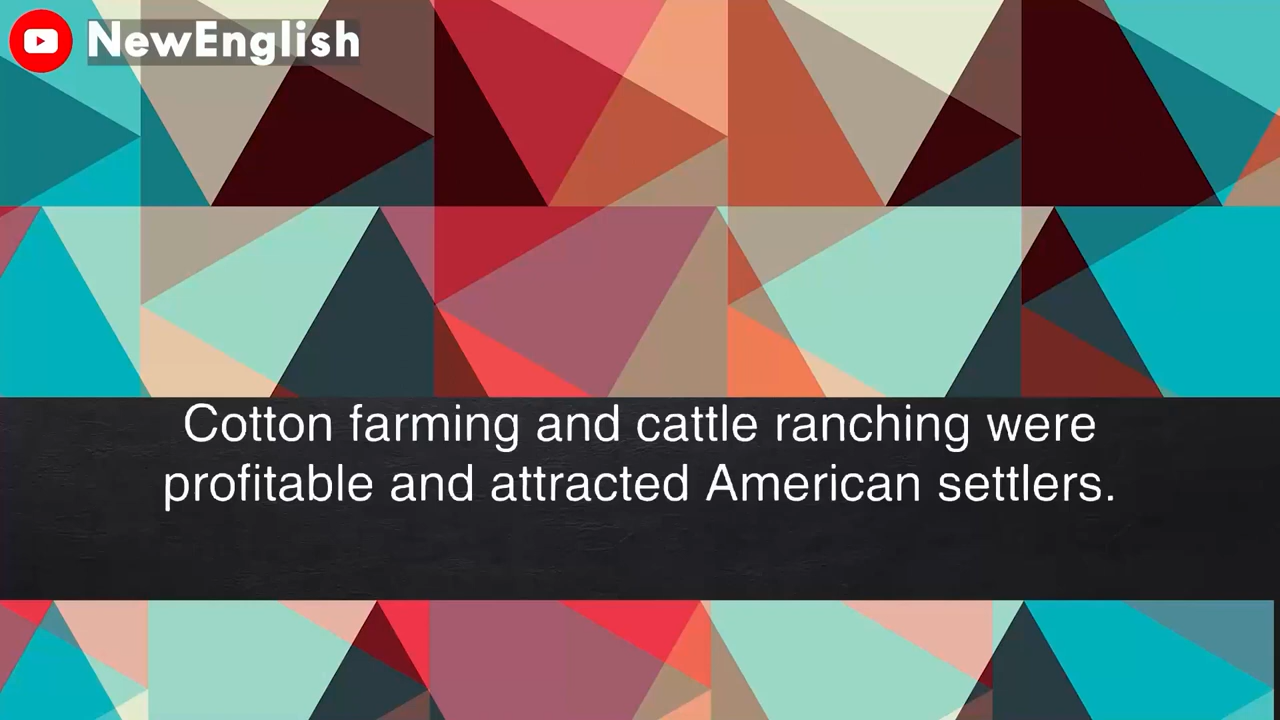 NewEnglish
Cotton farming and cattle ranching were
profitable and attracted American settlers.